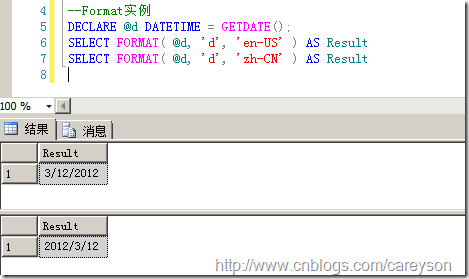 4 --Format实例
5 DECLARE @d DATETIME = GETDATE();
6 SELECT FORMAT( @d, 'd', 'en-US' ) AS Result
7 SELECT FORMAT( @d, 'd', 'zh-CN' ) AS Result
8
100 %
结果 消息
Result
1 3/12/2012
Result
1 2012/3/12
http://www.cnblogs.com/careyson